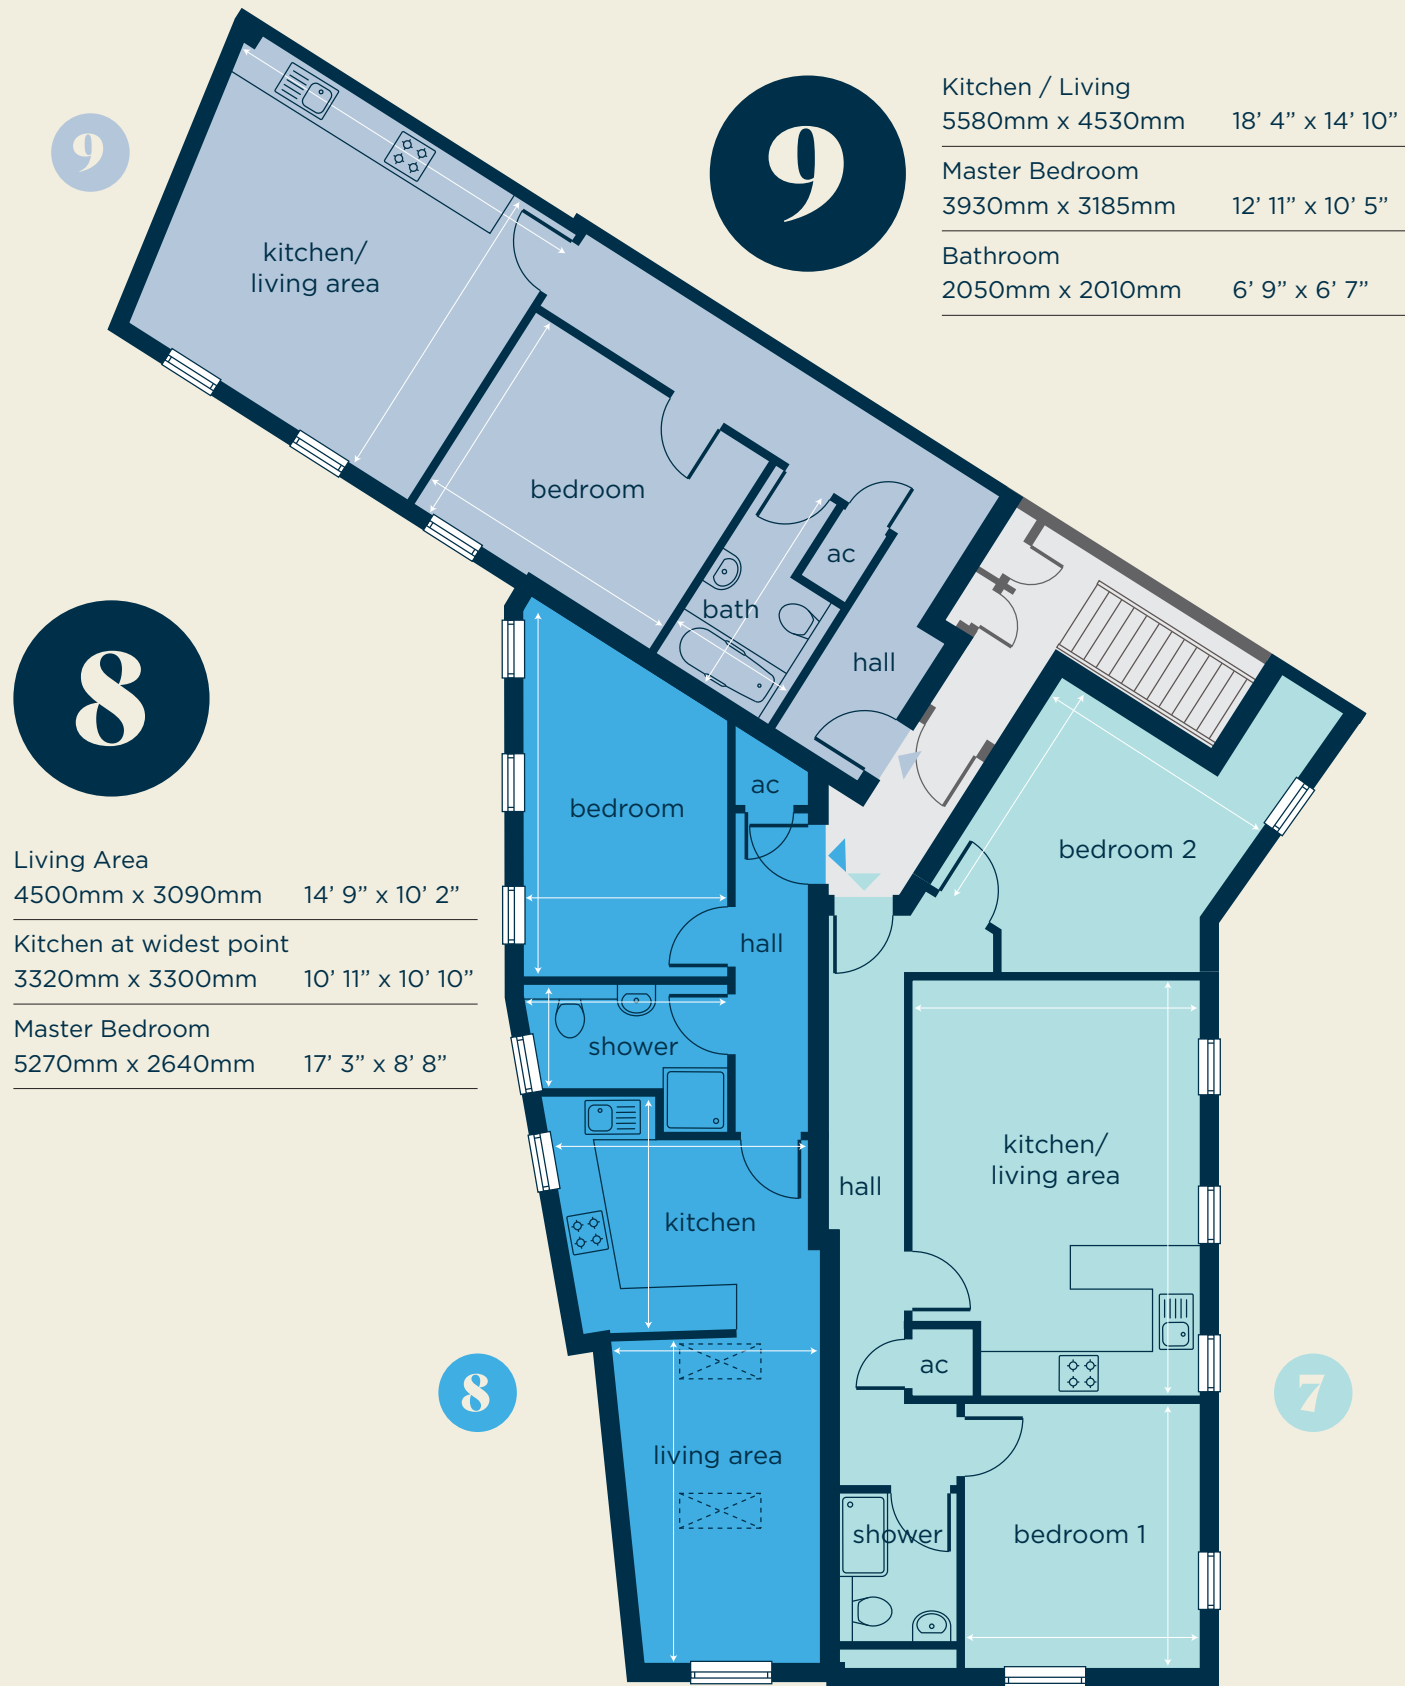 9
9
Kitchen / Living
5580mm x 4530mm 18’ 4” x 14’ 10”
Master Bedroom
3930mm x 3185mm 12’ 11” x 10’ 5”
Bathroom
2050mm x 2010mm 6’ 9” x 6’ 7”
kitchen/
living area
bedroom
bath
ac
hall
8
Living Area
4500mm x 3090mm 14’ 9” x 10’ 2”
Kitchen at widest point
3320mm x 3300mm 10’ 11” x 10’ 10”
Master Bedroom
5270mm x 2640mm 17’ 3” x 8’ 8”
bedroom
ac
hall
shower
kitchen
living area
8
bedroom 2
kitchen/
living area
hall
ac
shower
bedroom 1
7